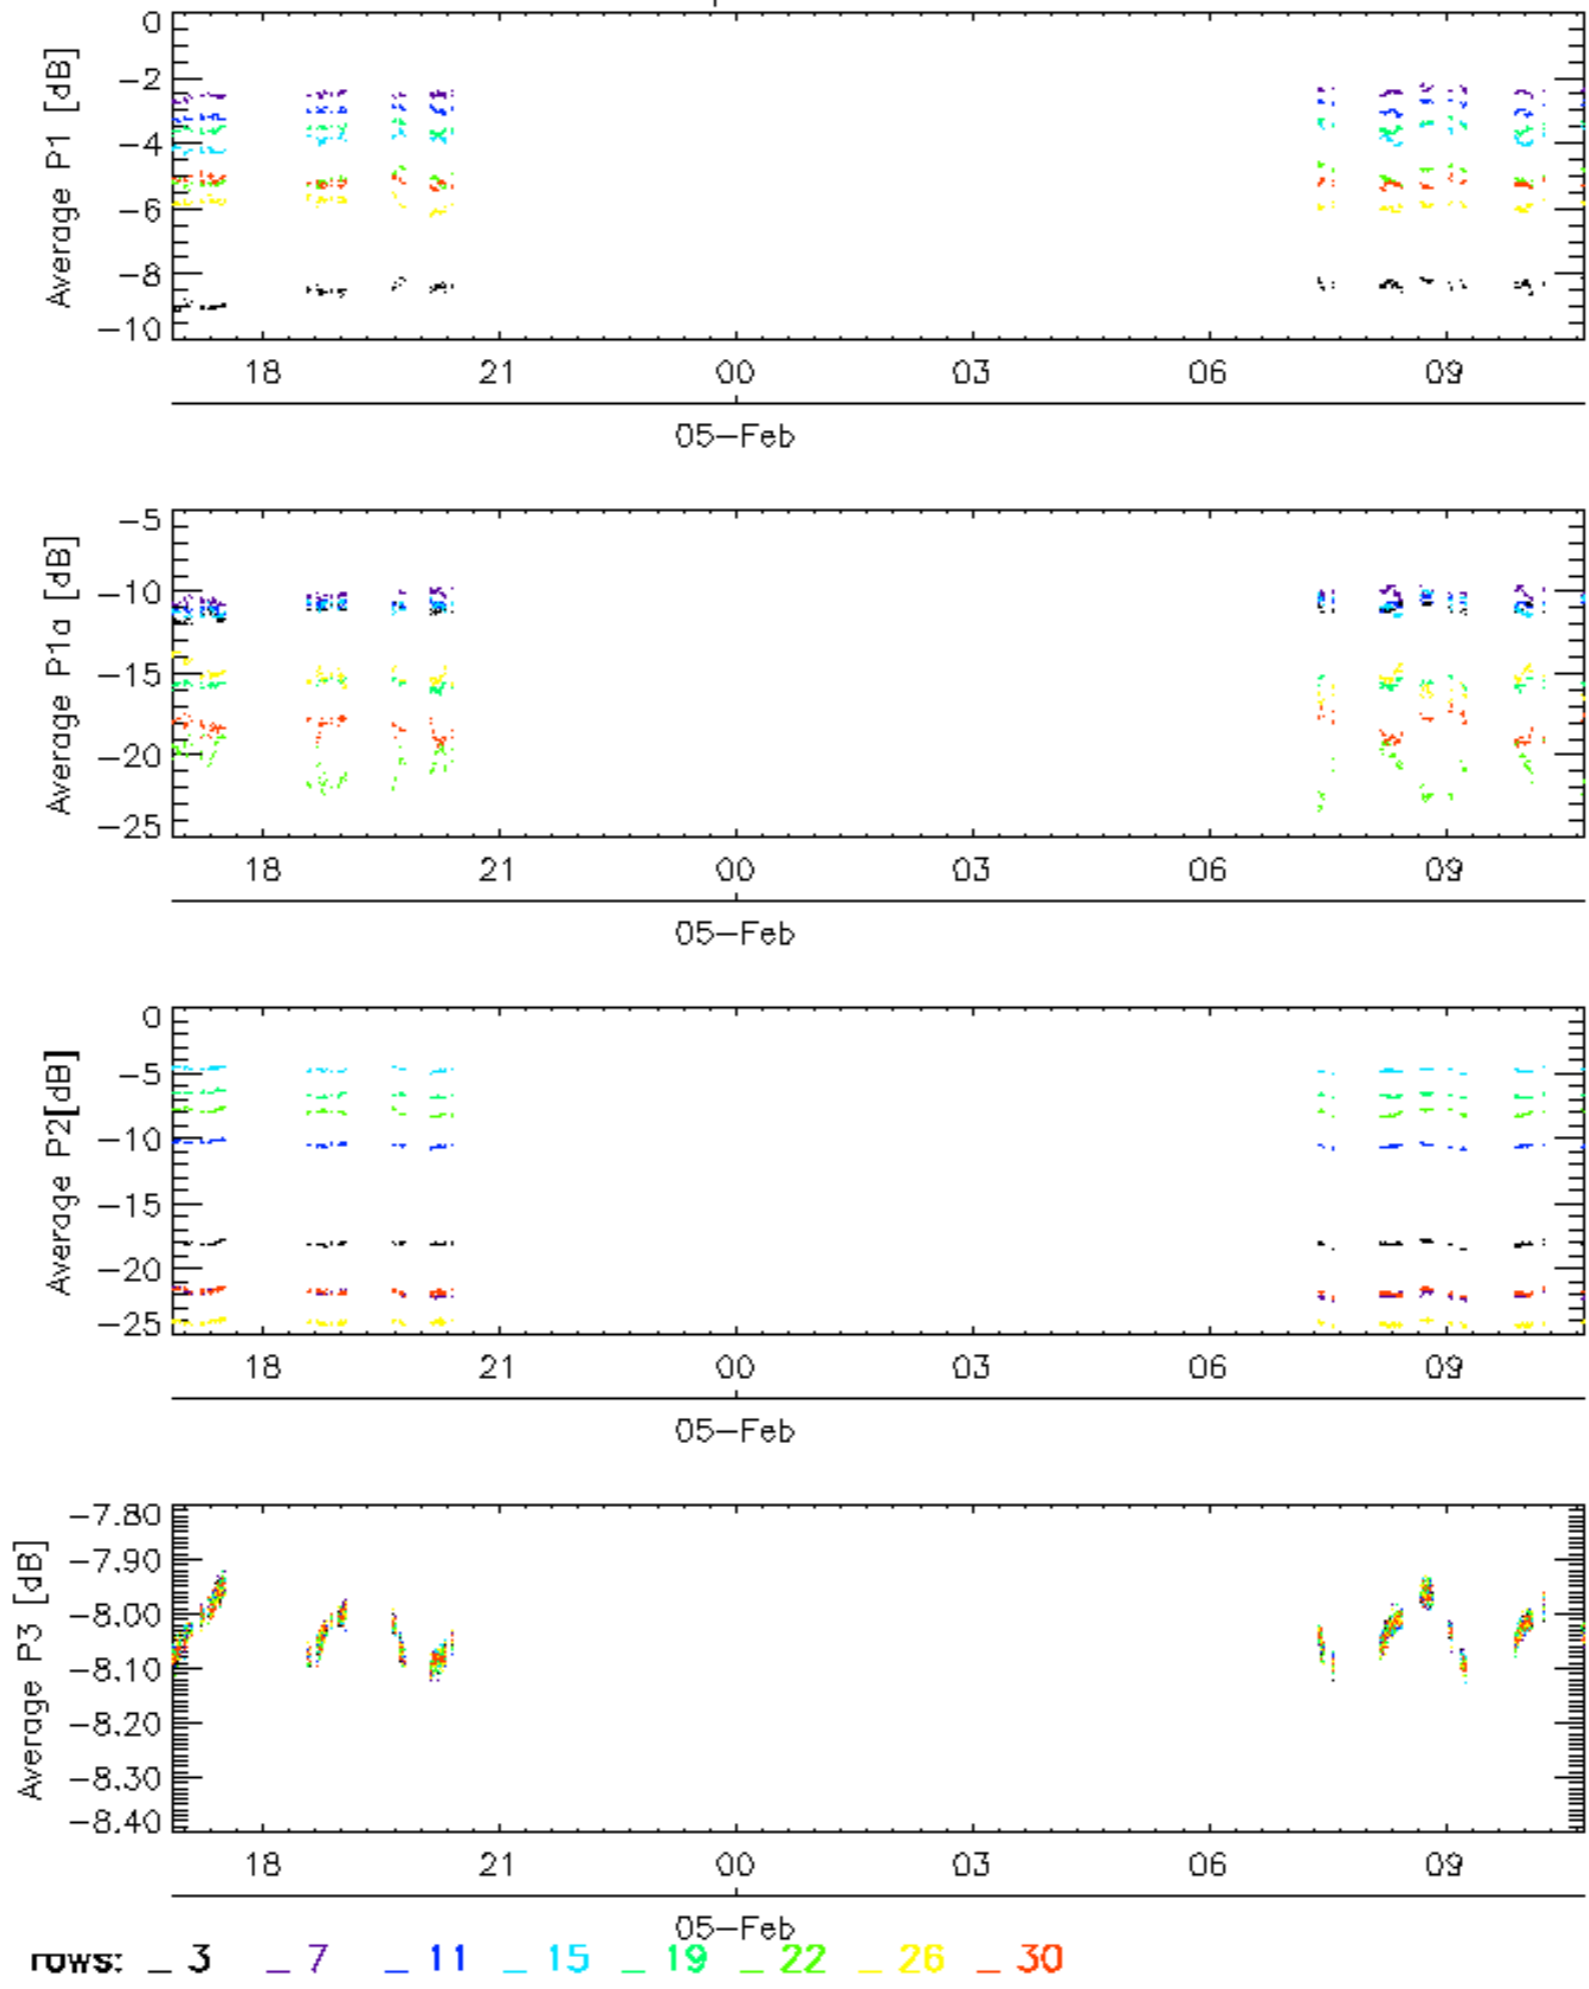 Average P1 [dB]
0
−2
−4
−6
−8
−10
18 21 00 03 06 09
05−Feb
Average P1a [dB]
−5
−10
−15
−20
−25
18 21 00 03 06 09
05−Feb
Average P2[dB]
0
−5
−10
−15
−20
−25
18 21 00 03 06 09
05−Feb
Average P3 [dB]
−7.80
−7.90
−8.00
−8.10
−8.20
−8.30
−8.40
18 21 00 03 06 09
05−Feb
rows: _ 3 _ 7 _ 11 _ 15 _ 19 _ 22 _ 26 _ 30